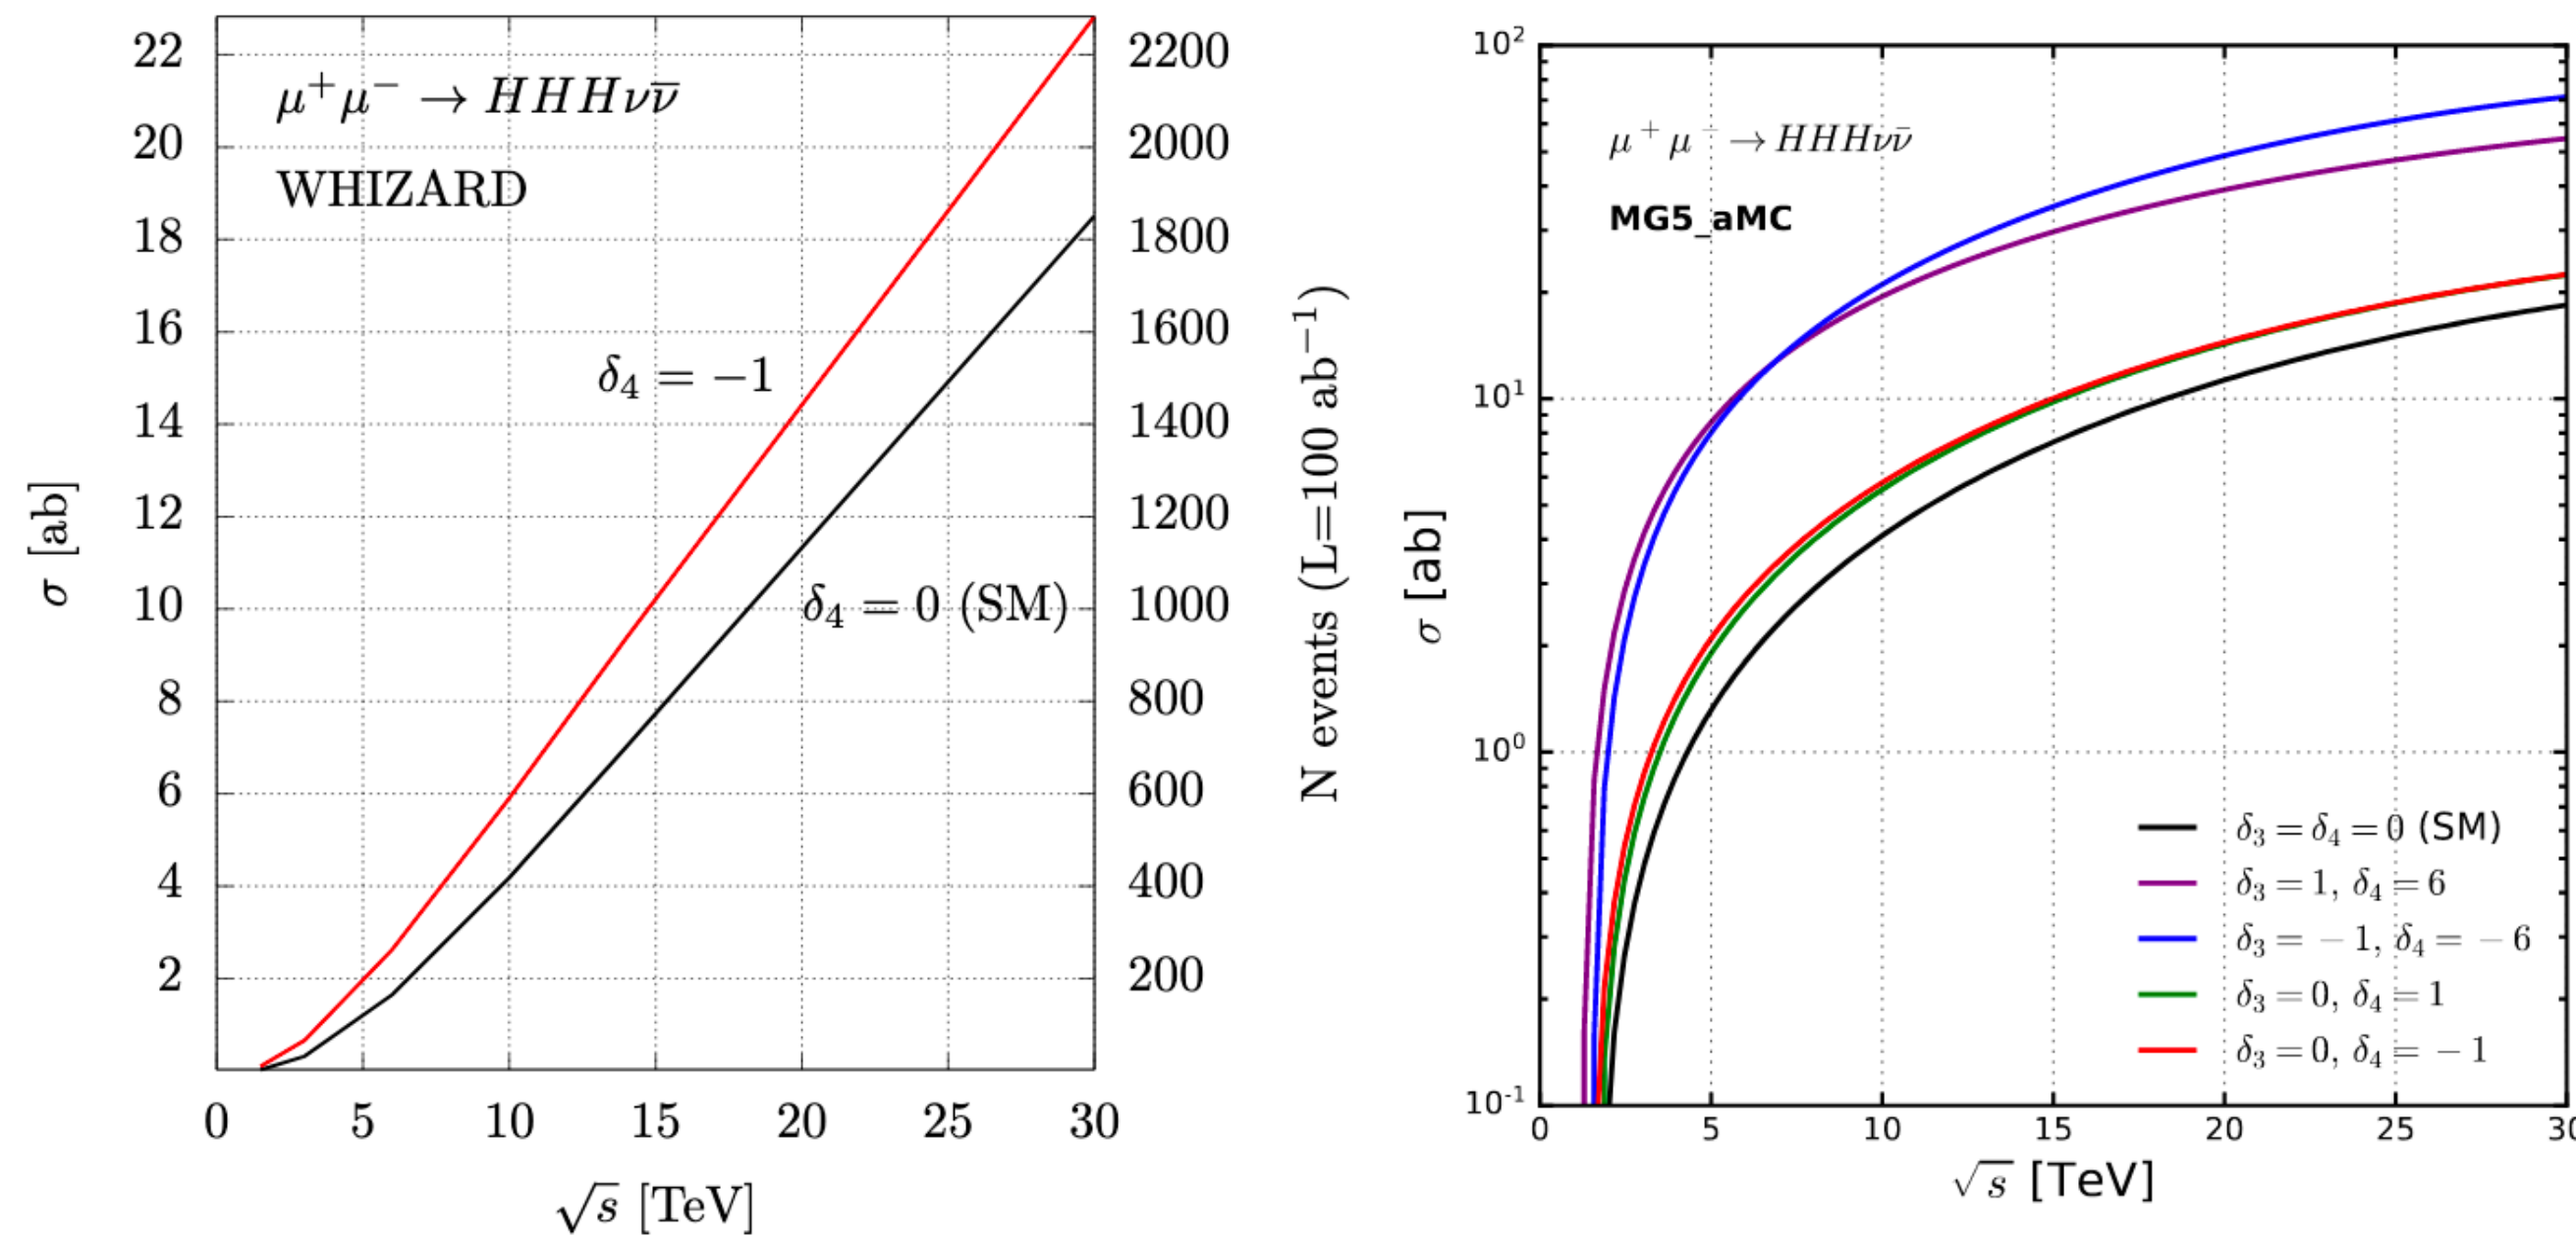 22
20
18
16
14
12
10
8
6
4
2
σ [ab]
μ⁺μ⁻ → HHHνν̅
WHIZARD
δ₄ = −1
δ₄ = 0 (SM)
0 5 10 15 20 25 30
√s [TeV]
2200
2000
1800
1600
1400
1200
1000
800
600
400
200
N events (L=100 ab⁻¹)
10²
10¹
10⁰
10⁻¹
σ [ab]
μ⁺μ⁻ → HHHνν̅
MG5_aMC
δ₃ = δ₄ = 0 (SM)
δ₃ = 1, δ₄ = 6
δ₃ = −1, δ₄ = −6
δ₃ = 0, δ₄ = 1
δ₃ = 0, δ₄ = −1
0 5 10 15 20 25 30
√s [TeV]